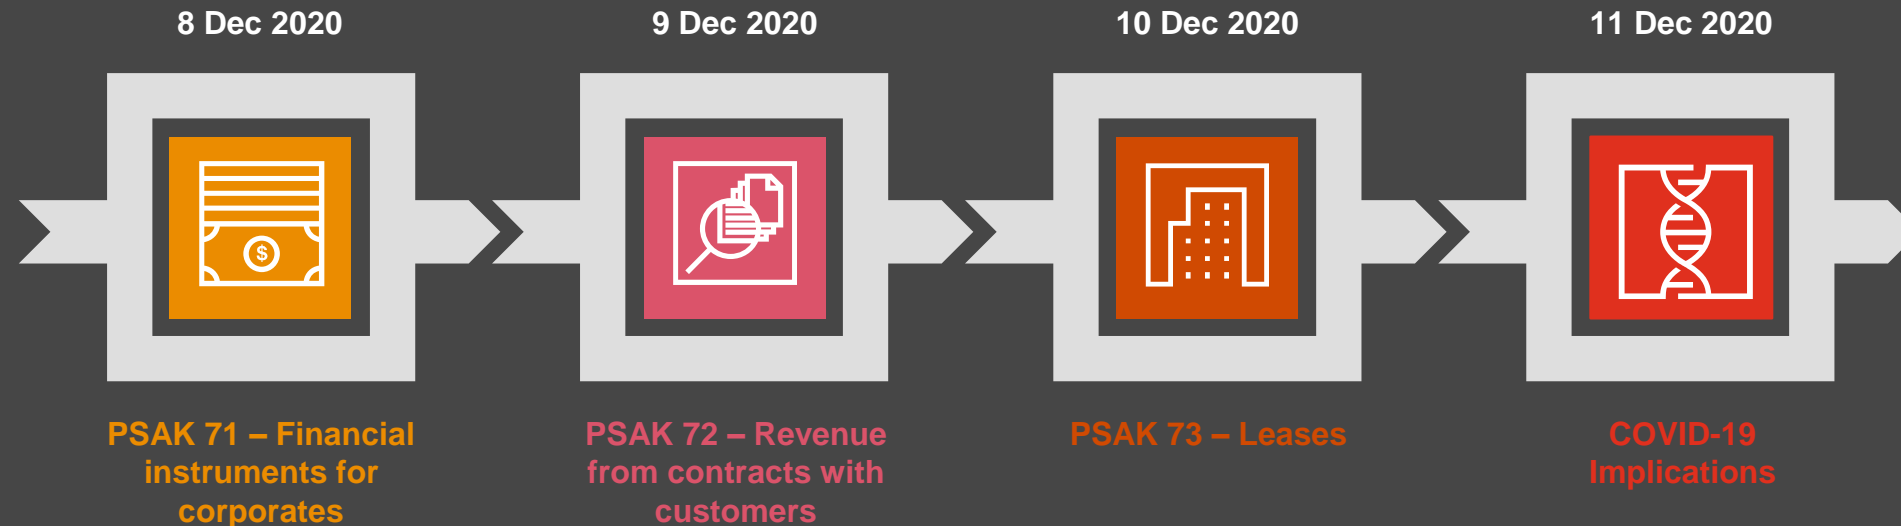 8 Dec 2020
9 Dec 2020
10 Dec 2020
11 Dec 2020
$
PSAK 71 – Financial
instruments for
corporates
PSAK 72 – Revenue
from contracts with
customers
PSAK 73 – Leases
COVID-19
Implications